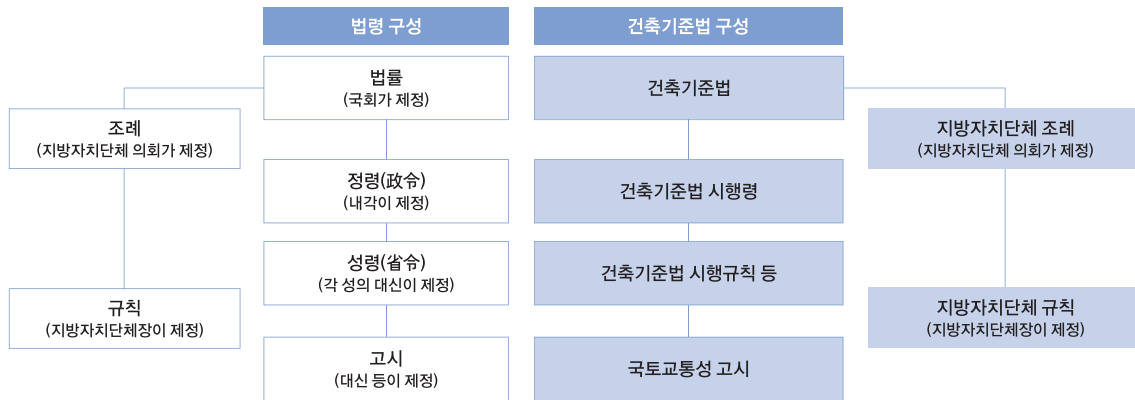 법령 구성
건축기준법 구성
법률
(국회가 제정)
건축기준법
조례
(지방자치단체 의회가 제정)
지방자치단체 조례
(지방자치단체 의회가 제정)
정령(政令)
(내각이 제정)
건축기준법 시행령
성령(省令)
(각 성의 대신이 제정)
건축기준법 시행규칙 등
규칙
(지방자치단체장이 제정)
지방자치단체 규칙
(지방자치단체장이 제정)
고시
(대신 등이 제정)
국토교통성 고시